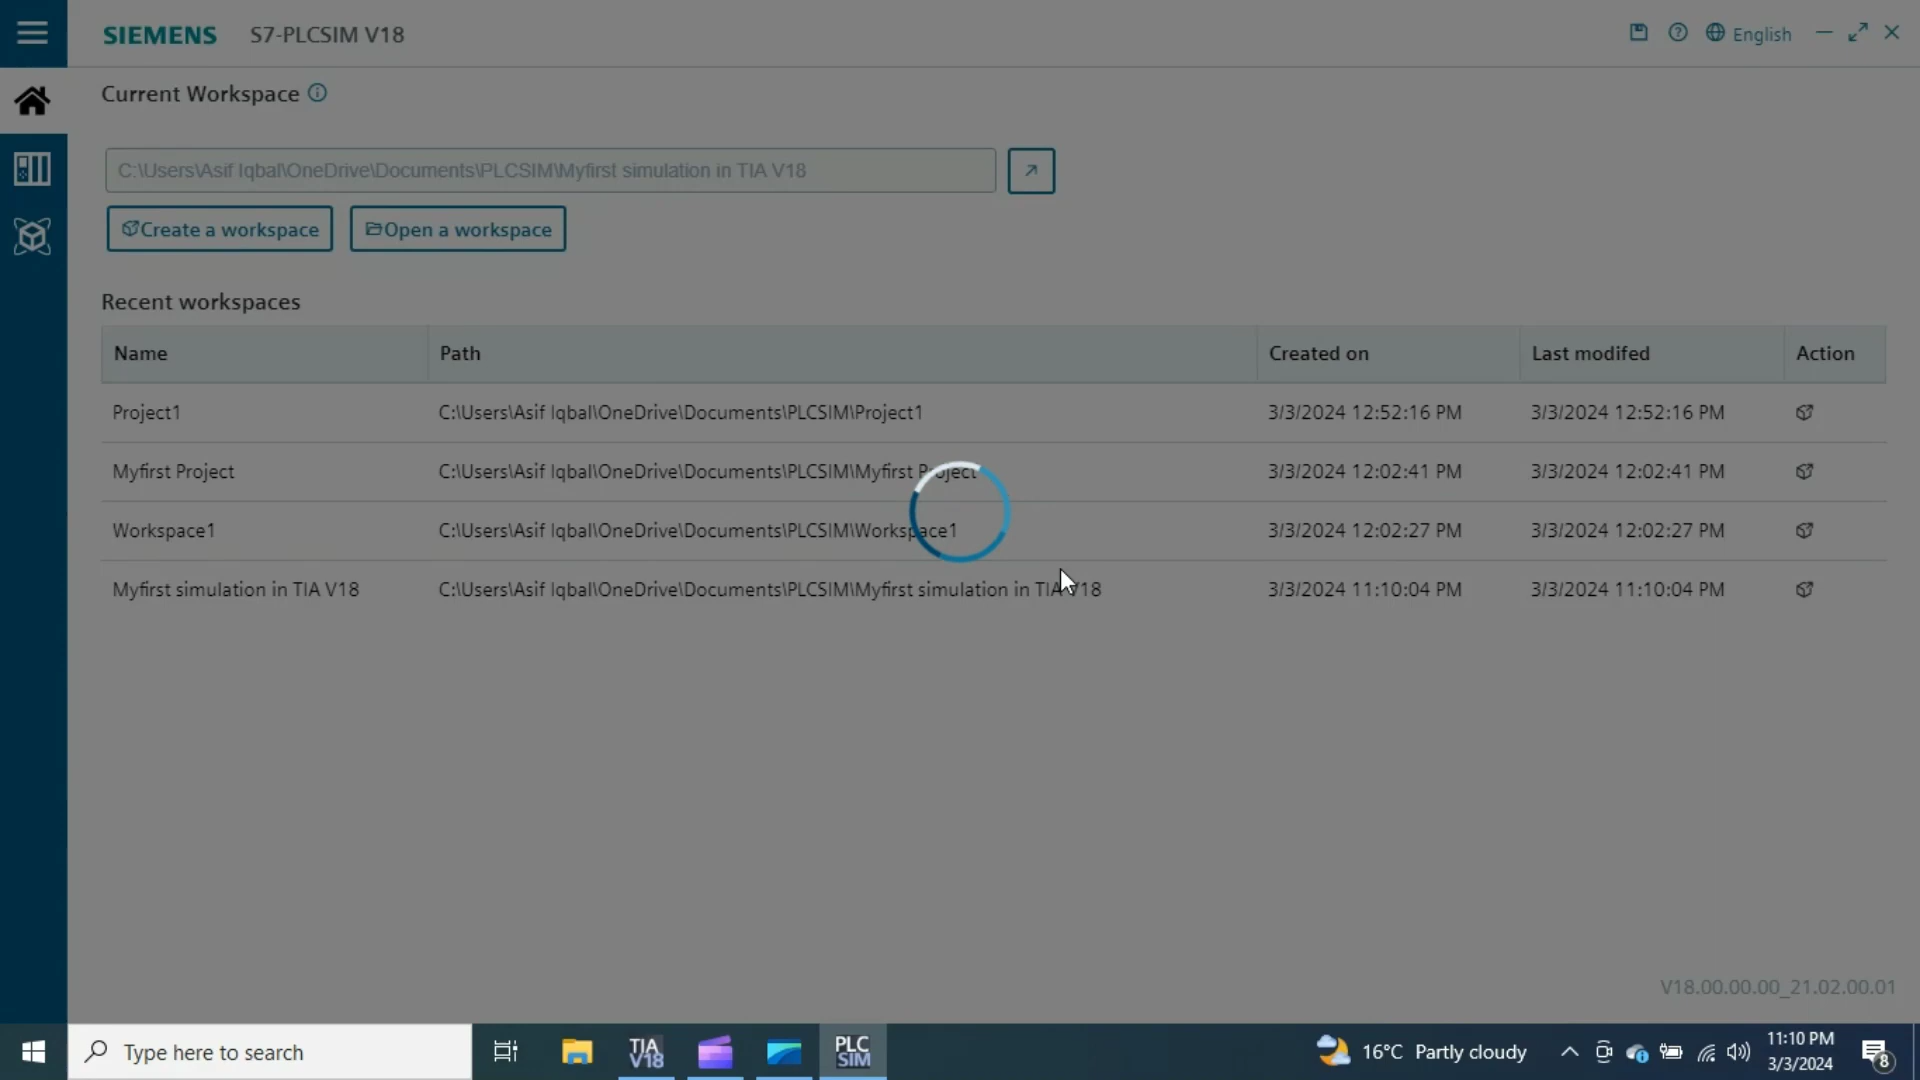 SIEMENS S7-PLCSIM V18 English
Current Workspace
C:\Users\Asif Iqbal\OneDrive\Documents\PLCSIM\Myfirst simulation in TIA V18
Create a workspace Open a workspace
Recent workspaces
Name Path Created on Last modifed Action
Project1 C:\Users\Asif Iqbal\OneDrive\Documents\PLCSIM\Project1 3/3/2024 12:52:16 PM 3/3/2024 12:52:16 PM
Myfirst Project C:\Users\Asif Iqbal\OneDrive\Documents\PLCSIM\Myfirst Project 3/3/2024 12:02:41 PM 3/3/2024 12:02:41 PM
Workspace1 C:\Users\Asif Iqbal\OneDrive\Documents\PLCSIM\Workspace1 3/3/2024 12:02:27 PM 3/3/2024 12:02:27 PM
Myfirst simulation in TIA V18 C:\Users\Asif Iqbal\OneDrive\Documents\PLCSIM\Myfirst simulation in TIA V18 3/3/2024 11:10:04 PM 3/3/2024 11:10:04 PM
V18.00.00.00_21.02.00.01
Type here to search TIA V18 PLC SIM 16°C Partly cloudy 11:10 PM
3/3/2024 8